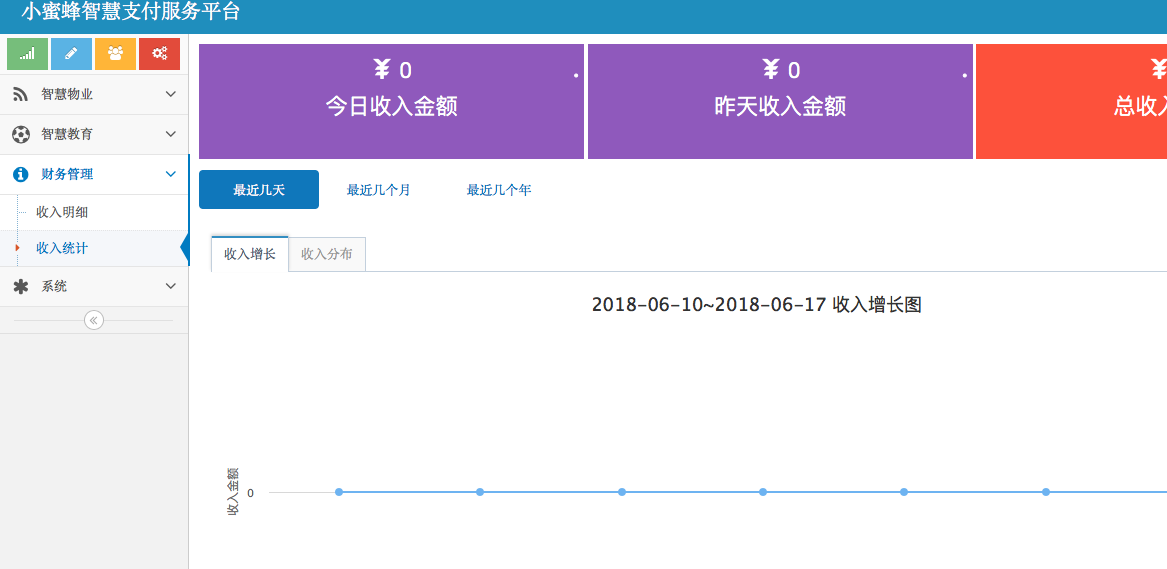 小蜜蜂智慧支付服务平台
智慧物业
智慧教育
财务管理
收入明细
收入统计
系统
¥ 0
今日收入金额
¥ 0
昨天收入金额
¥
总收入
最近几天
最近几个月
最近几个年
收入增长
收入分布
2018-06-10~2018-06-17 收入增长图
收入金额
0